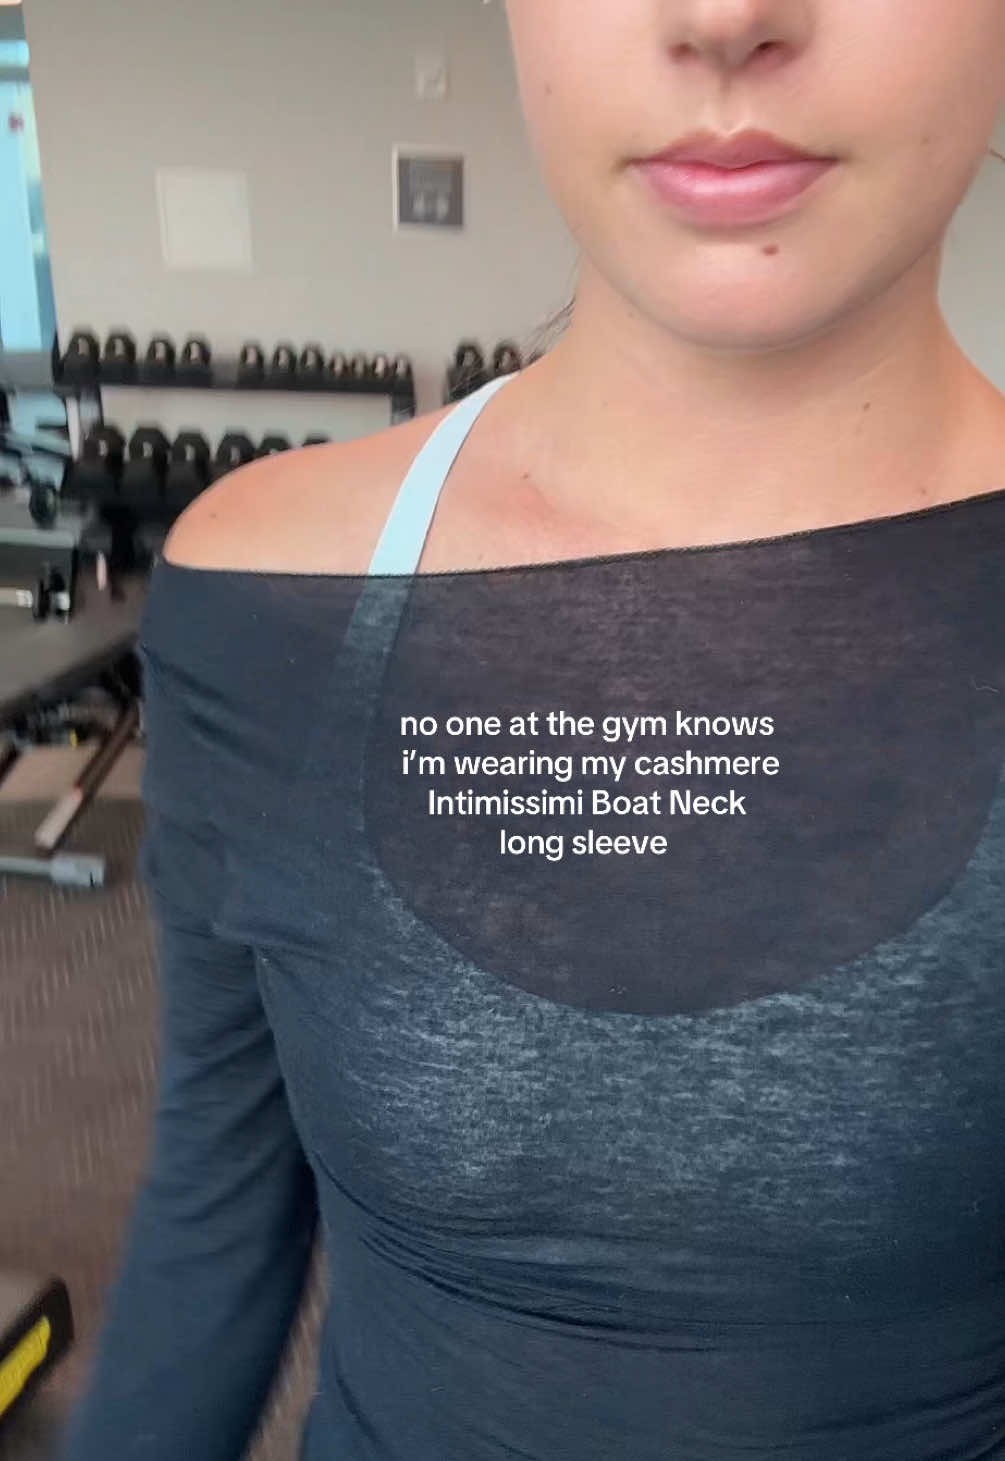 no one at the gym knows
i’m wearing my cashmere
Intimissimi Boat Neck
long sleeve